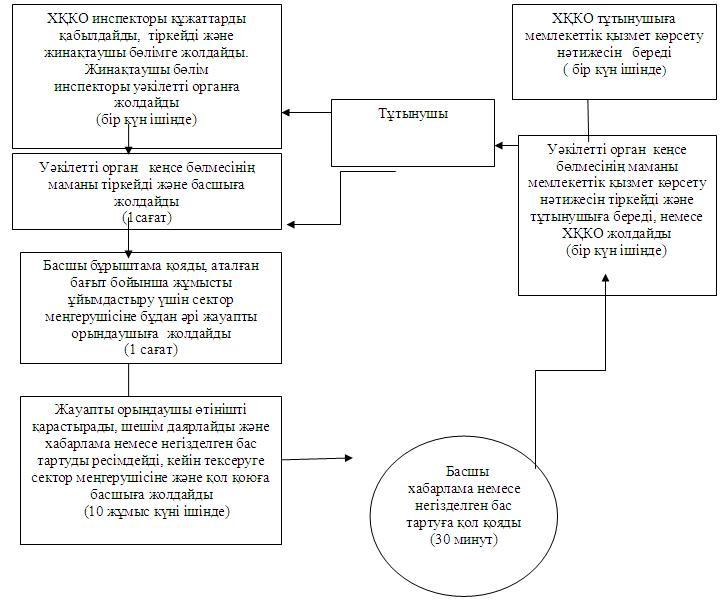 ХҚКО инспекторы құжаттарды
қабылдайды, тіркейді және
жинақтаушы бөлімге жолдайды.
Жинақтаушы бөлім
инспекторы уәкілетті органға
жолдайды
(бір күн ішінде)
Уәкілетті орган кеңсе бөлмесінің
маманы тіркейді және басшыға
жолдайды
(1сағат)
Басшы бұрыштама қояды, аталған
бағыт бойынша жұмысты
ұйымдастыру үшін сектор
меңгерушісіне бұдан әрі жауапты
орындаушыға жолдайды
(1 сағат)
Жауапты орындаушы өтінішті
қарастырады, шешім даярлайды және
хабарлама немесе негізделген бас
тартуды ресімдейді, кейін тексеруге
сектор меңгерушісіне және қол қоюға
басшыға жолдайды
(10 жұмыс күні ішінде)
Тұтынушы
Басшы
хабарлама немесе
негізделген бас
тартуға қол қояды
(30 минут)
ХҚКО тұтынушыға
мемлекеттік қызмет көрсету
нәтижесін береді
( бір күн ішінде)
Уәкілетті орган кеңсе
бөлмесінің маманы
мемлекеттік қызмет көрсету
нәтижесін тіркейді және
тұтынушыға береді, немесе
ХҚКО жолдайды
(бір күн ішінде)